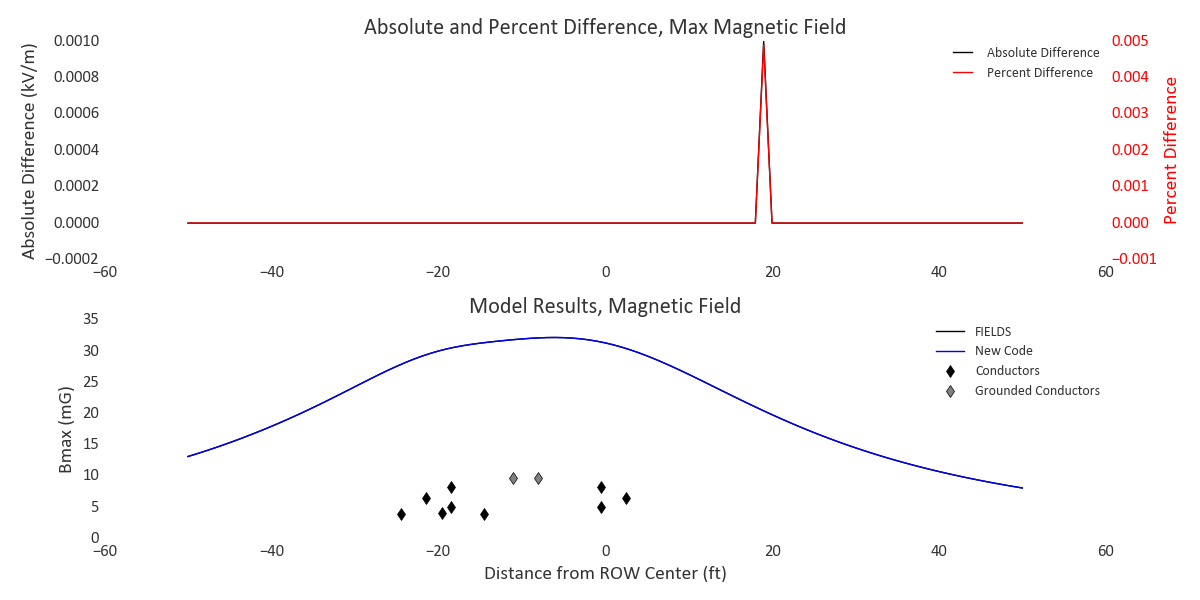 Absolute and Percent Difference, Max Magnetic Field
Absolute Difference (kV/m)
0.0010
0.0008
0.0006
0.0004
0.0002
0.0000
−0.0002
Absolute Difference
Percent Difference
0.005
0.004
0.003
0.002
0.001
0.000
−0.001
Percent Difference
−60 −40 −20 0 20 40 60
Model Results, Magnetic Field
Bmax (mG)
35
30
25
20
15
10
5
0
FIELDS
New Code
Conductors
Grounded Conductors
−60 −40 −20 0 20 40 60
Distance from ROW Center (ft)